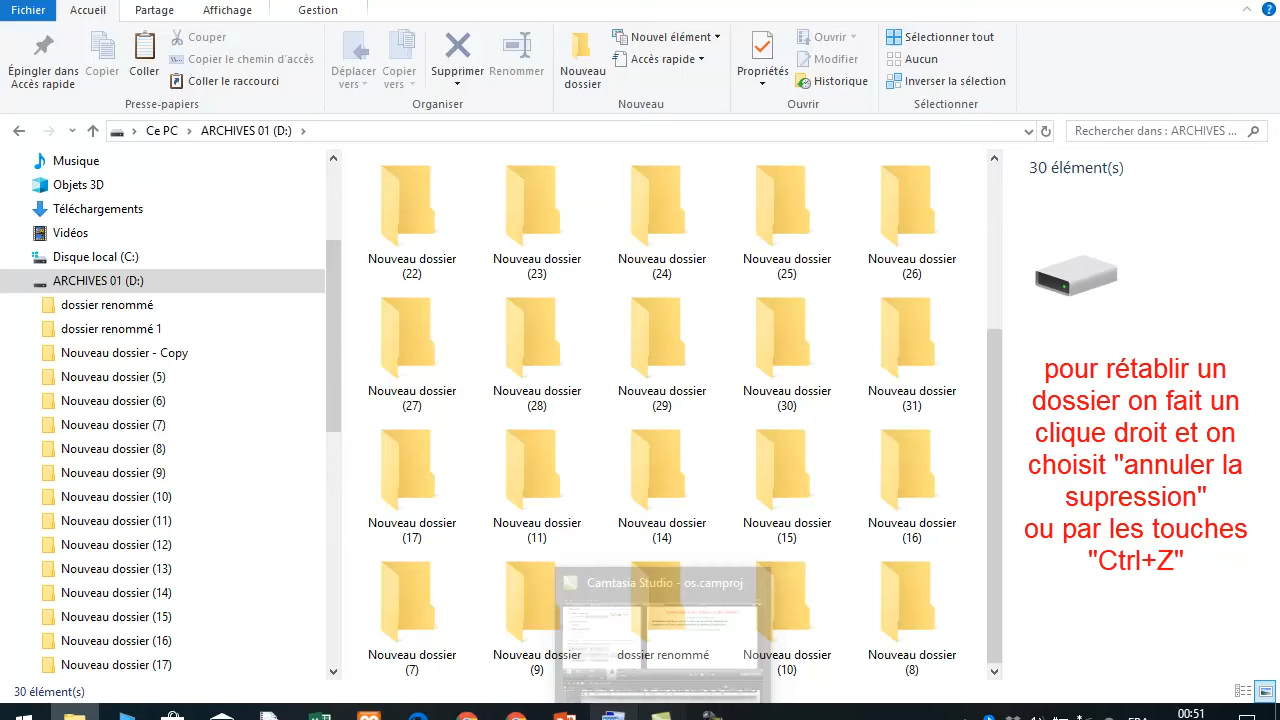 Fichier Accueil Partage Affichage Gestion
Épingler dans Accès rapide
Copier
Coller
Couper
Copier le chemin d'accès
Coller le raccourci
Presse-papiers
Déplacer vers
Copier vers
Supprimer
Renommer
Organiser
Nouveau dossier
Nouvel élément
Accès rapide
Nouveau
Propriétés
Ouvrir
Modifier
Historique
Ouvrir
Sélectionner tout
Aucun
Inverser la sélection
Sélectionner
Ce PC
ARCHIVES 01 (D:)
Rechercher dans : ARCHIVES ...
Musique
Objets 3D
Téléchargements
Vidéos
Disque local (C:)
ARCHIVES 01 (D:)
dossier renommé
dossier renommé 1
Nouveau dossier - Copy
Nouveau dossier (5)
Nouveau dossier (6)
Nouveau dossier (7)
Nouveau dossier (8)
Nouveau dossier (9)
Nouveau dossier (10)
Nouveau dossier (11)
Nouveau dossier (12)
Nouveau dossier (13)
Nouveau dossier (14)
Nouveau dossier (15)
Nouveau dossier (16)
Nouveau dossier (17)
Nouveau dossier (22)
Nouveau dossier (23)
Nouveau dossier (24)
Nouveau dossier (25)
Nouveau dossier (26)
Nouveau dossier (27)
Nouveau dossier (28)
Nouveau dossier (29)
Nouveau dossier (30)
Nouveau dossier (31)
Nouveau dossier (17)
Nouveau dossier (11)
Nouveau dossier (14)
Nouveau dossier (15)
Nouveau dossier (16)
Camtasia Studio - os.camproj
Nouveau dossier (7)
Nouveau dossier (9)
dossier renommé
Nouveau dossier (10)
Nouveau dossier (8)
30 élément(s)
pour rétablir un
dossier on fait un
clique droit et on
choisit "annuler la
supression"
ou par les touches
"Ctrl+Z"
30 élément(s)
00:51